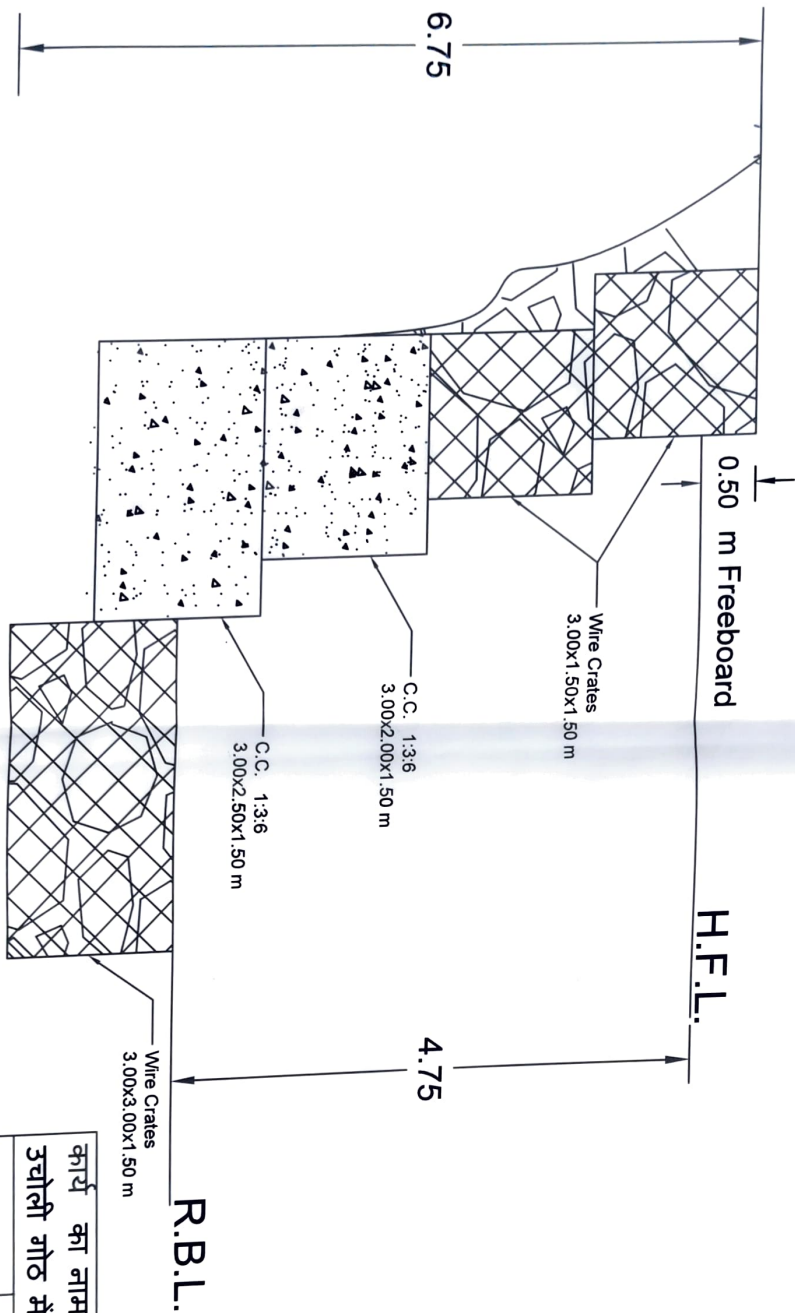 6.75
0.50 m Freeboard
H.F.L.
Wire Crates
3.00x1.50x1.50 m
4.75
C.C. 1:3:6
3.00x2.00x1.50 m
C.C. 1:3:6
3.00x2.50x1.50 m
R.B.L.
Wire Crates
3.00x3.00x1.50 m
कार्य का नाम
उचोली गोठ में